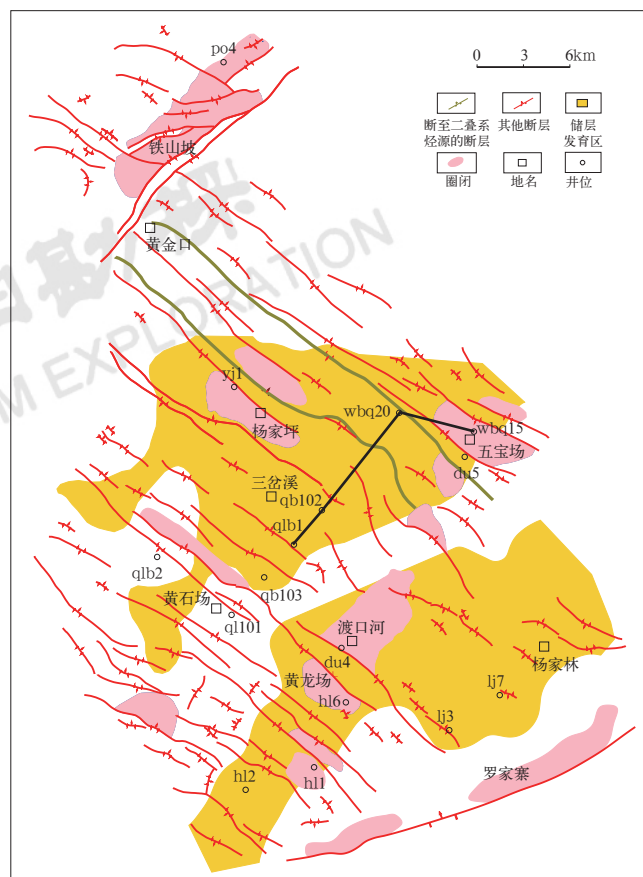 po4
0 3 6km
断至二叠系
烃源的断层
其他断层
储层
发育区
圈闭
地名
井位
铁山坡
黄金口
M EXPLORATION
yj1
杨家坪
wbq20
wbq15
五宝场
du5
三岔溪
qb102
qlb1
qlb2
qb103
黄石场
ql101
渡口河
du4
杨家林
黄龙场
hl6
lj7
lj3
罗家寨
hl1
hl2